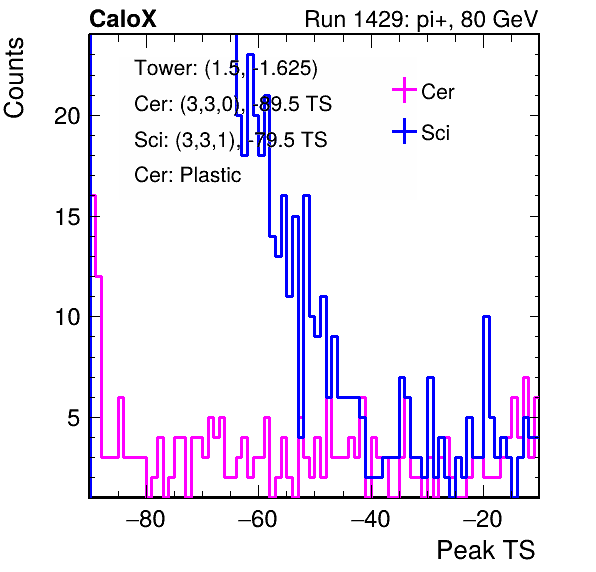 CaloX Run 1429: pi+, 80 GeV
Counts
Tower: (1.5, -1.625)
Cer: (3,3,0), -89.5 TS
Sci: (3,3,1), -79.5 TS
Cer: Plastic
Cer
Sci
20
15
10
5
−80 −60 −40 −20
Peak TS